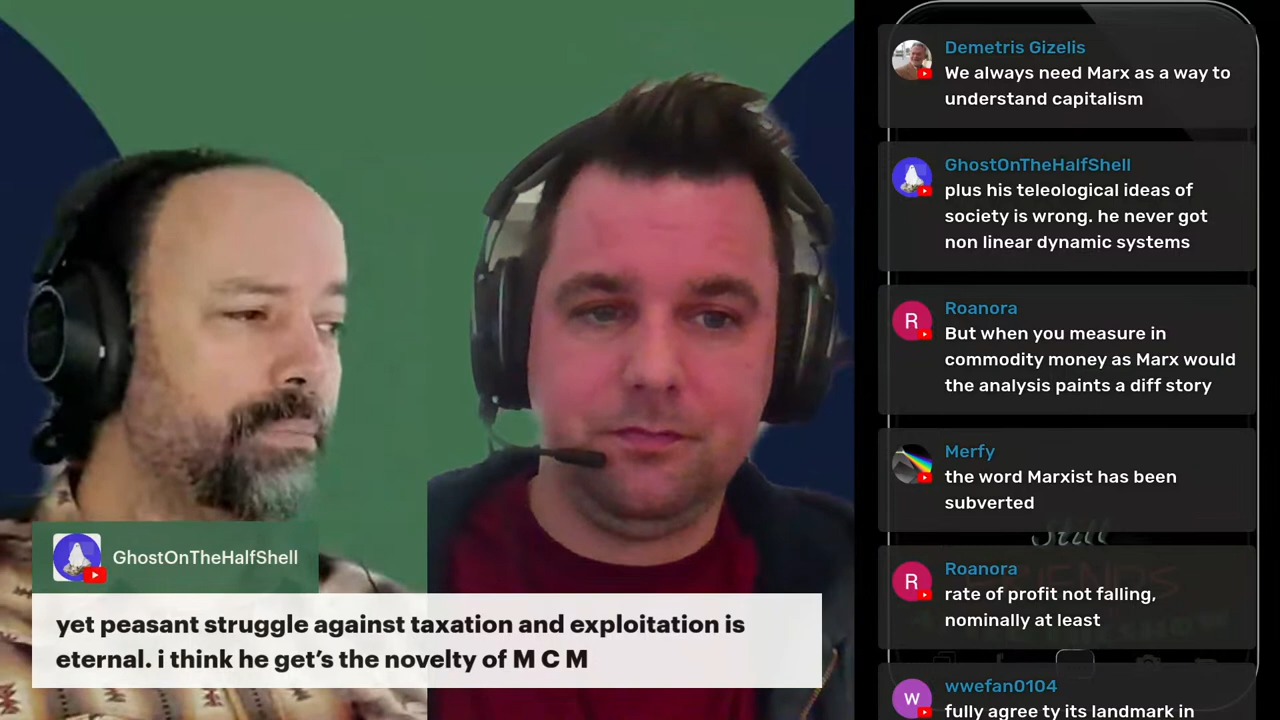 GhostOnTheHalfShell
yet peasant struggle against taxation and exploitation is
eternal. i think he get’s the novelty of M C M
Demetris Gizelis
We always need Marx as a way to
understand capitalism
GhostOnTheHalfShell
plus his teleological ideas of
society is wrong. he never got
non linear dynamic systems
R
Roanora
But when you measure in
commodity money as Marx would
the analysis paints a diff story
Merfy
the word Marxist has been
subverted
Still
FRIENDS
R
Roanora
rate of profit not falling,
nominally at least
w
wwefan0104
fully agree ty its landmark in